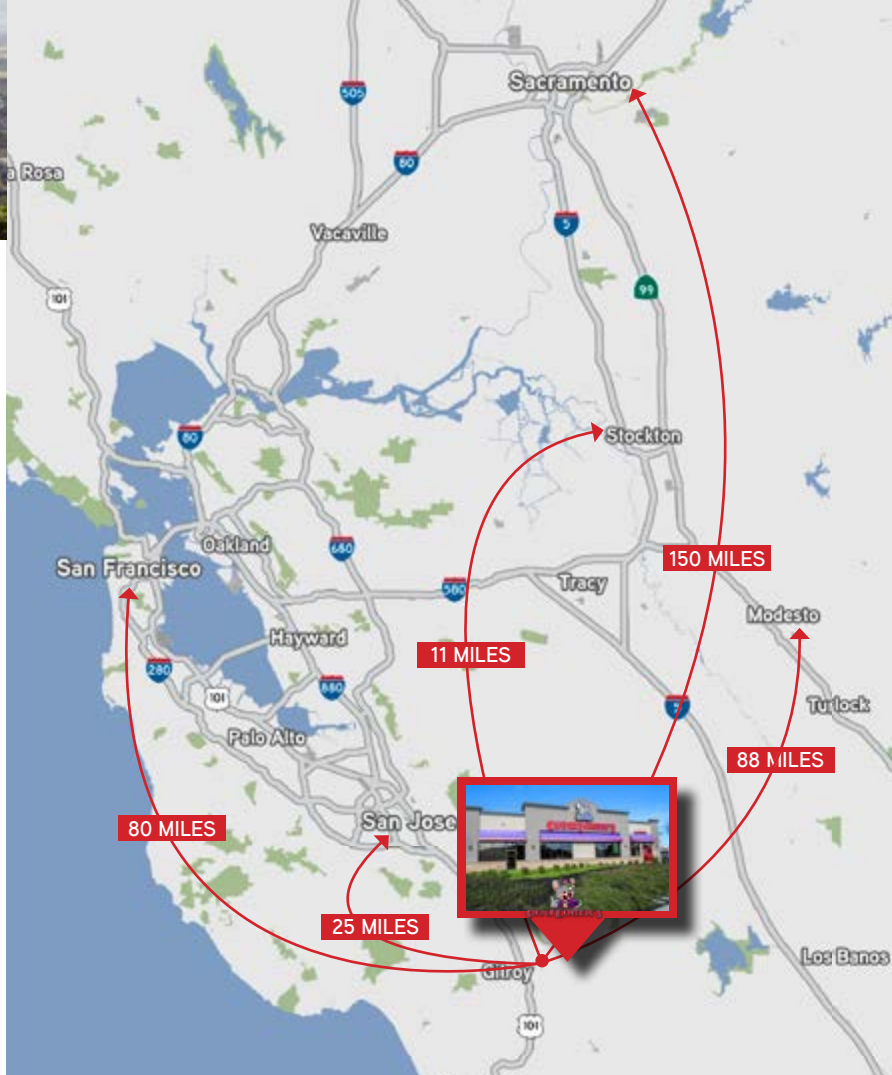 Sacramento
505
80
a Rosa
5
Vacaville
99
101
80
Stockton
Oakland
680
San Francisco
150 MILES
580
Tracy
Modesto
Hayward
11 MILES
280
880
101
5
Turlock
Palo Alto
88 MILES
San Jose
80 MILES
25 MILES
Los Banos
Gilroy
101